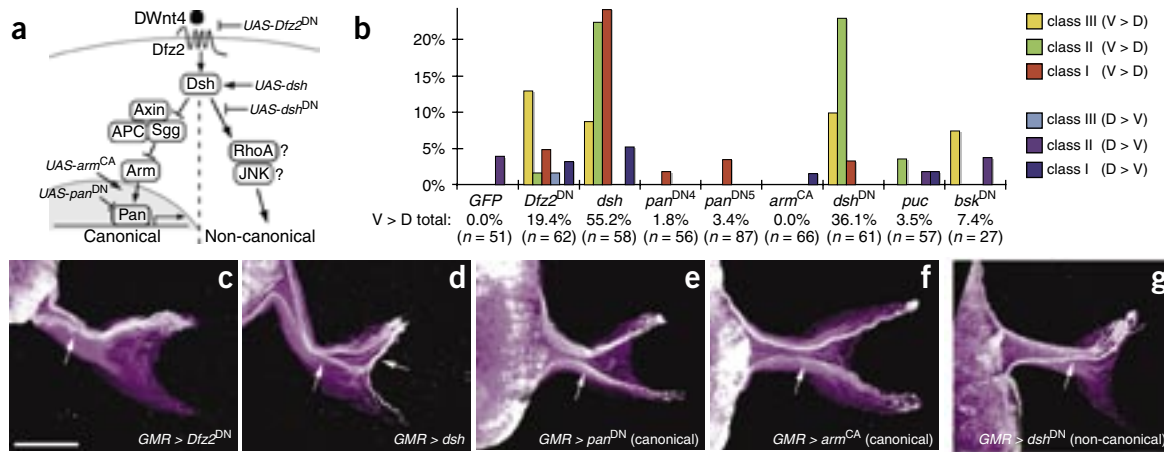 a
DWnt4
UAS-Dfz2DN
Dfz2
Dsh
UAS-dsh
UAS-dshDN
Axin
APC
Sgg
RhoA ?
JNK ?
UAS-armCA
Arm
UAS-panDN
Pan
Canonical
Non-canonical
b
20%
15%
10%
5%
0%
GFP Dfz2DN dsh panDN4 panDN5 armCA dshDN puc bskDN
V > D total: 0.0% 19.4% 55.2% 1.8% 3.4% 0.0% 36.1% 3.5% 7.4%
(n = 51) (n = 62) (n = 58) (n = 56) (n = 87) (n = 66) (n = 61) (n = 57) (n = 27)
class III (V > D)
class II (V > D)
class I (V > D)
class III (D > V)
class II (D > V)
class I (D > V)
c
GMR > Dfz2DN
d
GMR > dsh
e
GMR > panDN (canonical)
f
GMR > armCA (canonical)
g
GMR > dshDN (non-canonical)